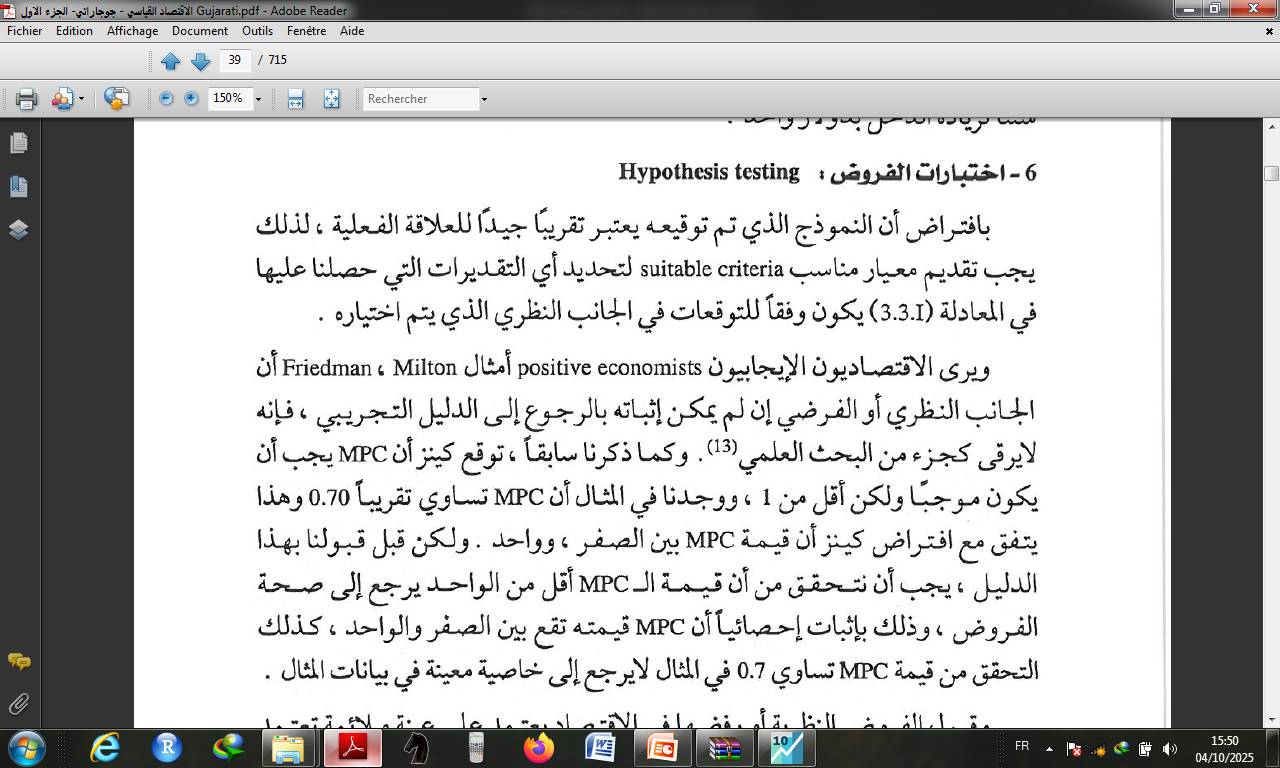 الاقتصاد القياسي - جوجاراتي- الجزء الاول Gujarati.pdf - Adobe Reader
Fichier Edition Affichage Document Outils Fenêtre Aide
39 / 715
150% Rechercher
6 - اختبارات الفروض : Hypothesis testing
بافتراض أن النموذج الذي تم توقيعه يعتبر تقريبًا جيدًا للعلاقة الفعلية ، لذلك
يجب تقديم معيار مناسب suitable criteria لتحديد أي التقديرات التي حصلنا عليها
في المعادلة (3.3.I) يكون وفقاً للتوقعات في الجانب النظري الذي يتم اختياره .
ويرى الاقتصاديون الإيجابيون positive economists أمثال Friedman ، Milton أن
الجانب النظري أو الفرضي إن لم يمكن إثباته بالرجوع إلى الدليل التجريبي ، فإنه
لايرقى كجزء من البحث العلمي(13). وكما ذكرنا سابقاً ، توقع كينز أن MPC يجب أن
يكون موجبًا ولكن أقل من 1 ، ووجدنا في المثال أن MPC تساوي تقريباً 0.70 وهذا
يتفق مع افتراض كينز أن قيمة MPC بين الصفر ، وواحد . ولكن قبل قبولنا بهذا
الدليل ، يجب أن نتحقق من أن قيمة الـ MPC أقل من الواحد يرجع إلى صحة
الفروض ، وذلك بإثبات إحصائياً أن MPC قيمته تقع بين الصفر والواحد ، كذلك
التحقق من قيمة MPC تساوي 0.7 في المثال لايرجع إلى خاصية معينة في بيانات المثال .
FR 15:50
04/10/2025